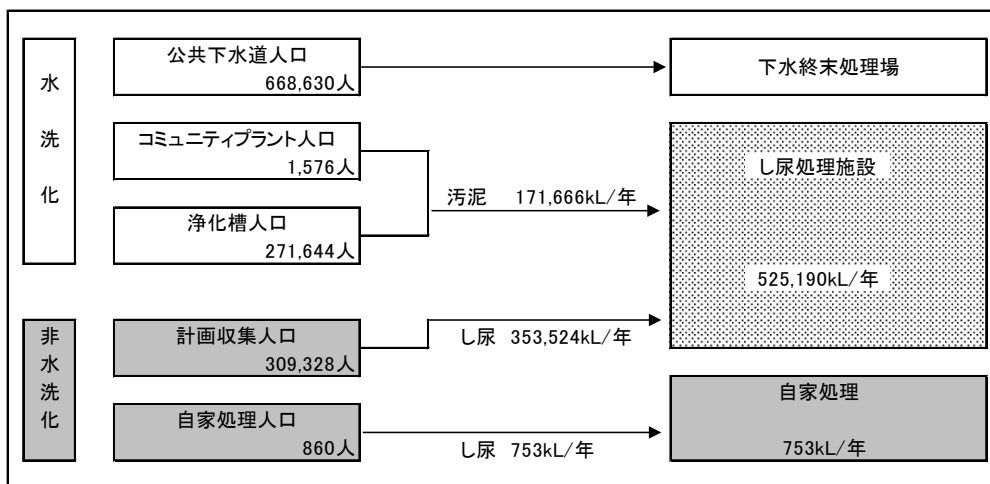 水洗化
公共下水道人口
668,630人
下水終末処理場
コミュニティプラント人口
1,576人
浄化槽人口
271,644人
汚泥 171,666kL/年
し尿処理施設
525,190kL/年
非水洗化
計画収集人口
309,328人
し尿 353,524kL/年
自家処理人口
860人
し尿 753kL/年
自家処理
753kL/年